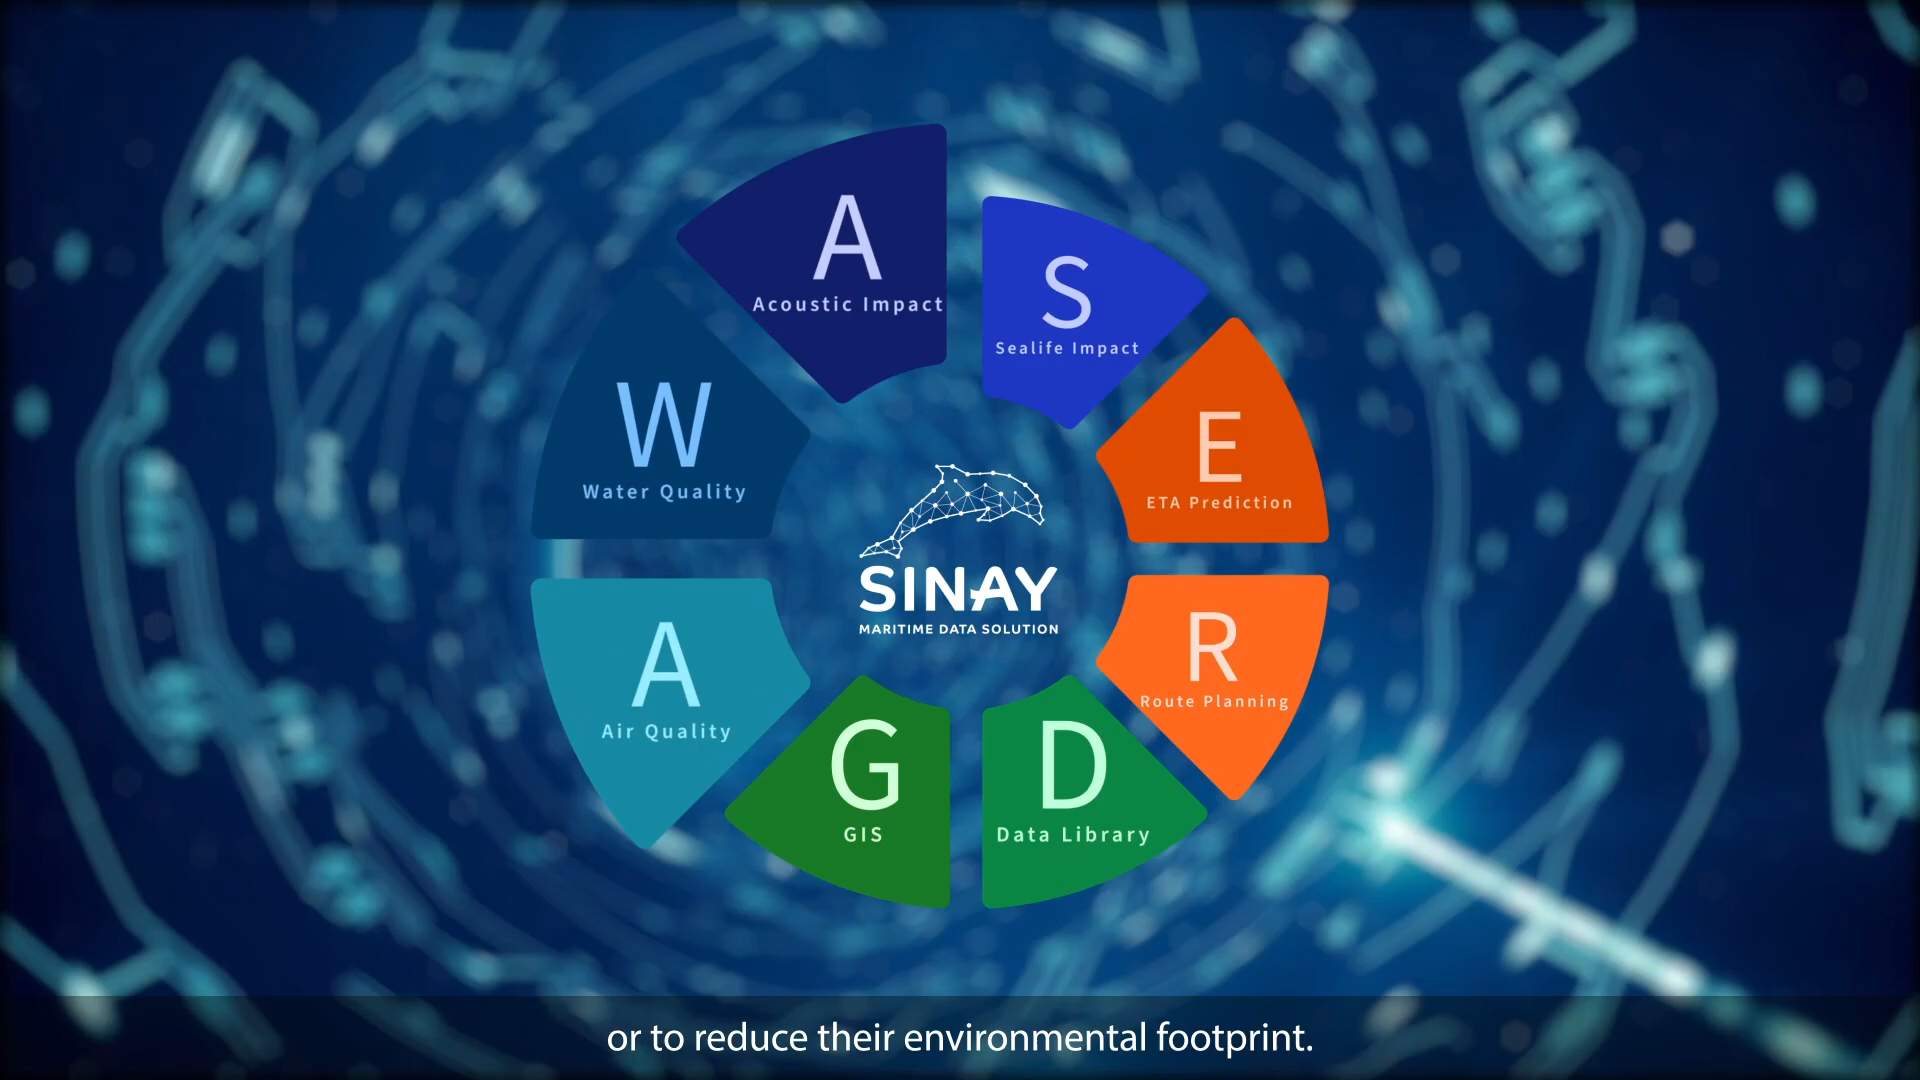 A
Acoustic Impact
S
Sealife Impact
W
Water Quality
E
ETA Prediction
SINAY
MARITIME DATA SOLUTION
A
Air Quality
R
Route Planning
G
GIS
D
Data Library
or to reduce their environmental footprint.